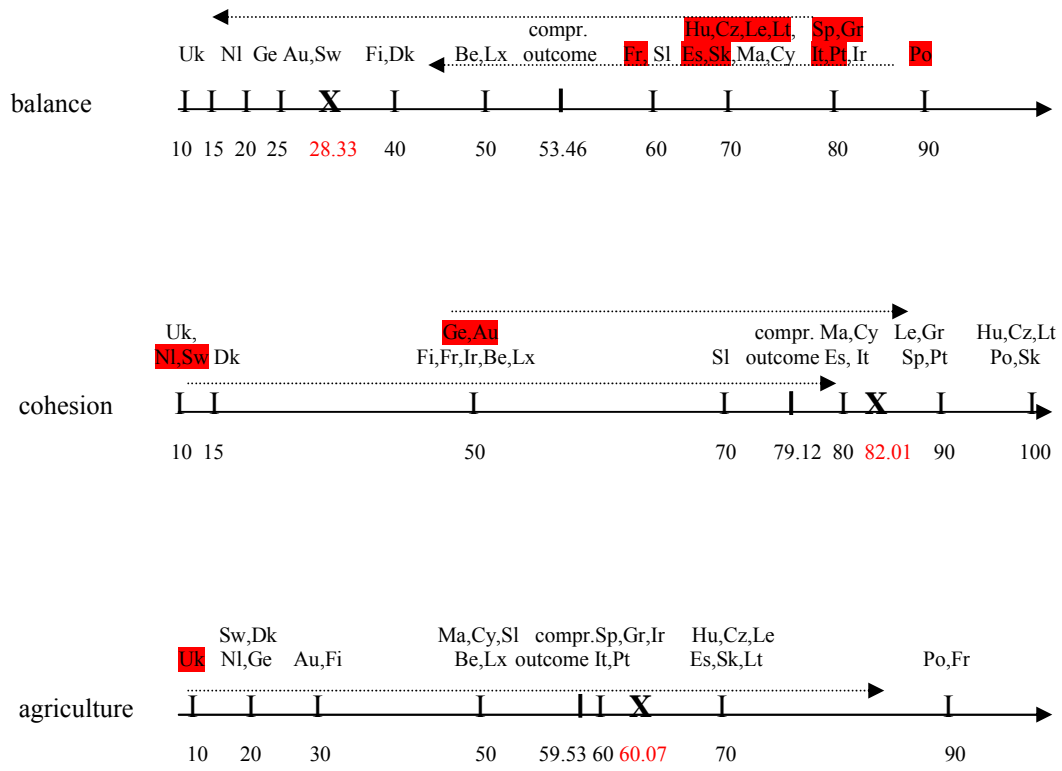 compr. Hu,Cz,Le,Lt, Sp,Gr
Uk Nl Ge Au,Sw Fi,Dk Be,Lx outcome Fr, Sl Es,Sk,Ma,Cy It,Pt,Ir Po
balance I I I I X I I I I I I I
10 15 20 25 28.33 40 50 53.46 60 70 80 90
Uk, Ge,Au compr. Ma,Cy Le,Gr Hu,Cz,Lt
Nl,Sw Dk Fi,Fr,Ir,Be,Lx Sl outcome Es, It Sp,Pt Po,Sk
cohesion I I I I I I X I I
10 15 50 70 79.12 80 82.01 90 100
Sw,Dk Ma,Cy,Sl compr.Sp,Gr,Ir Hu,Cz,Le
Uk Nl,Ge Au,Fi Be,Lx outcome It,Pt Es,Sk,Lt Po,Fr
agriculture I I I I I I X I I
10 20 30 50 59.53 60 60.07 70 90